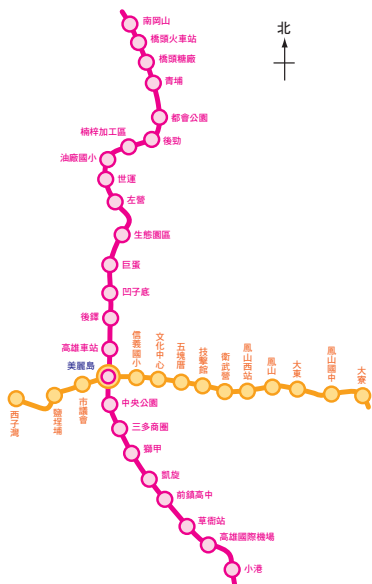 北
南岡山
橋頭火車站
橋頭糖廠
青埔
都會公園
後勁
楠梓加工區
油廠國小
世運
左營
生態園區
巨蛋
凹子底
後驛
高雄車站
美麗島
中央公園
三多商圈
獅甲
凱旋
前鎮高中
草衙站
高雄國際機場
小港
西子灣
鹽埕埔
市議會
信義國小
文化中心
五塊厝
技擊館
衛武營
鳳山西站
鳳山
大東
鳳山國中
大寮